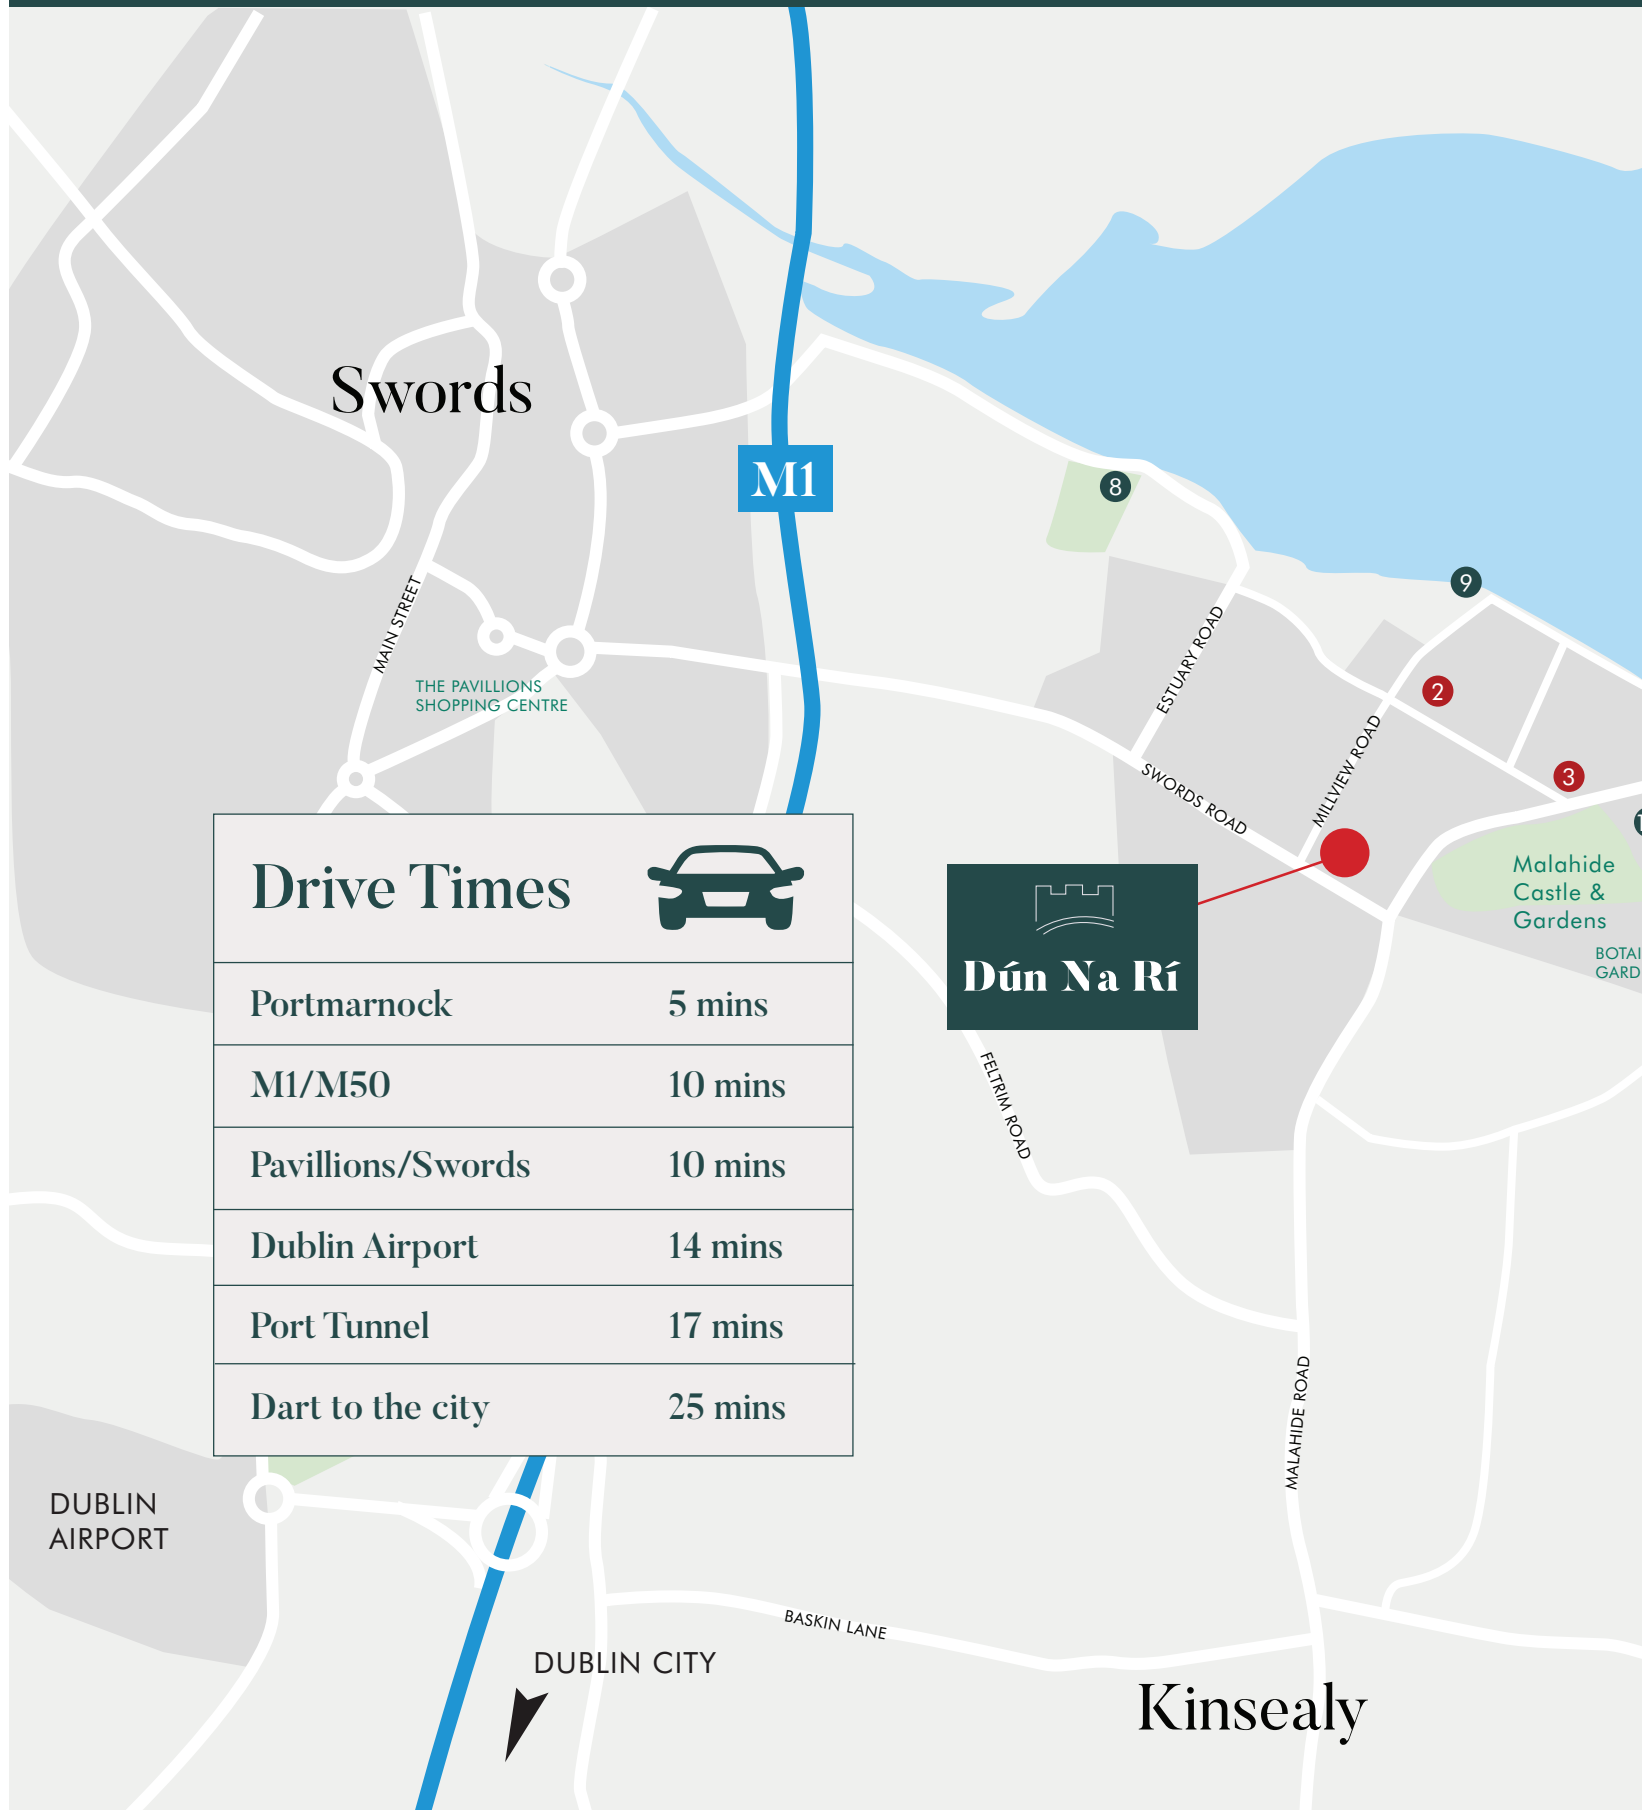 Swords
M1
8
9
MAIN STREET
ESTUARY ROAD
THE PAVILLIONS
SHOPPING CENTRE
2
MILLVIEW ROAD
3
SWORDS ROAD
Malahide
Castle &
Gardens
Dún Na Rí
Drive Times
Portmarnock 5 mins
M1/M50 10 mins
Pavillions/Swords 10 mins
Dublin Airport 14 mins
Port Tunnel 17 mins
Dart to the city 25 mins
FELTRIM ROAD
MALAHIDE ROAD
DUBLIN
AIRPORT
BASKIN LANE
DUBLIN CITY
Kinsealy